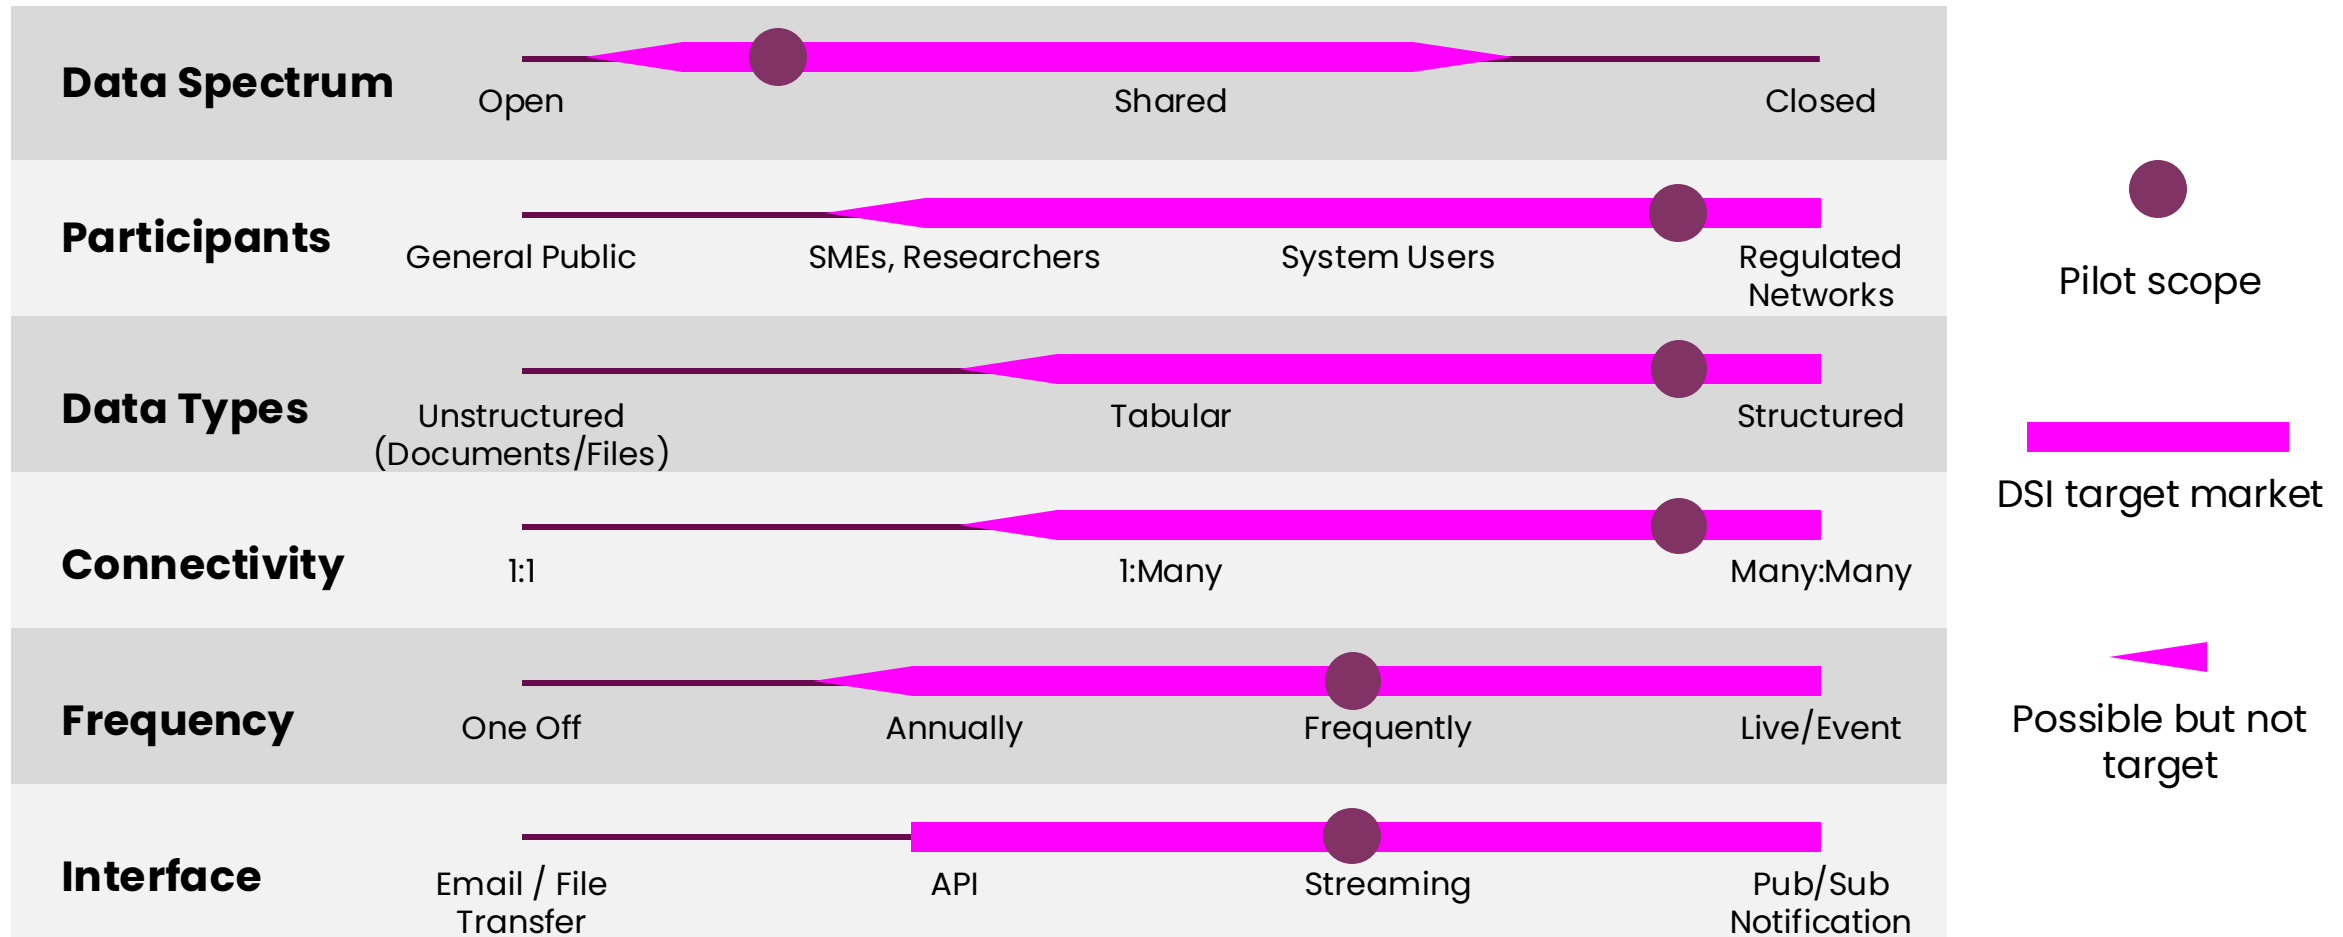 Data Spectrum
Open
Shared
Closed
Participants
General Public
SMEs, Researchers
System Users
Regulated
Networks
Data Types
Unstructured
(Documents/Files)
Tabular
Structured
Connectivity
1:1
1:Many
Many:Many
Frequency
One Off
Annually
Frequently
Live/Event
Interface
Email / File
Transfer
API
Streaming
Pub/Sub
Notification
Pilot scope
DSI target market
Possible but not
target